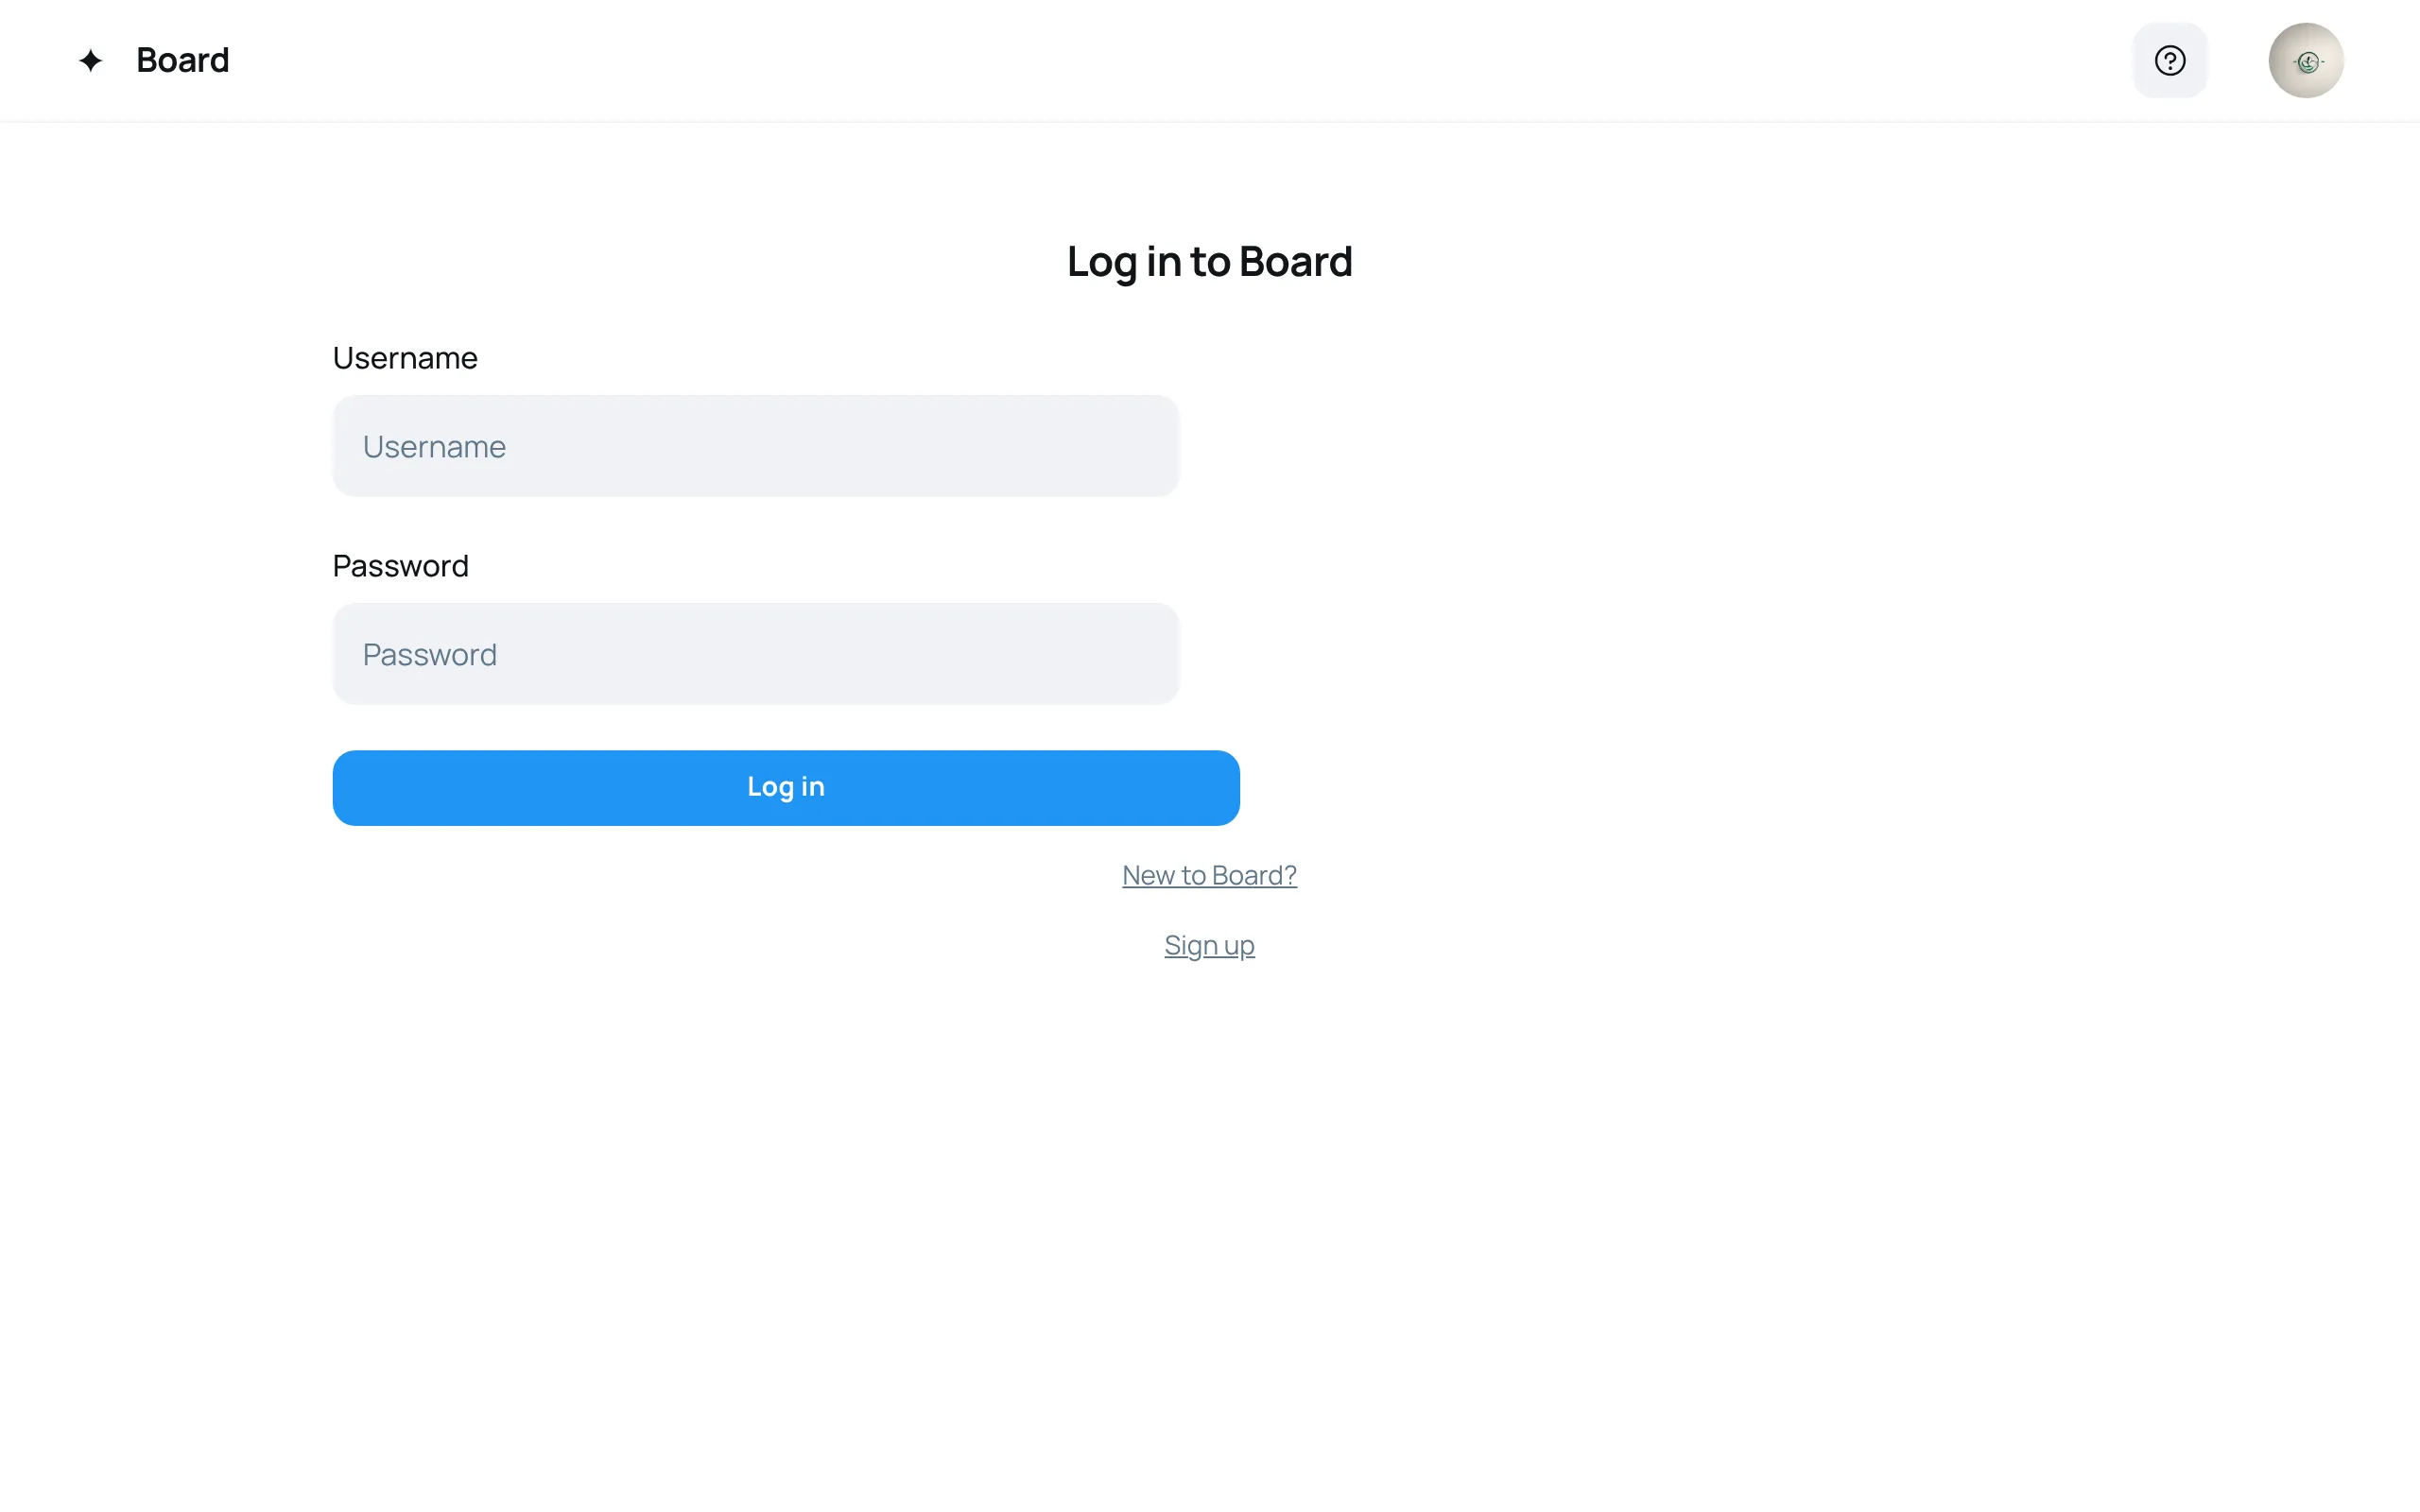 Board
Log in to Board
Username
Username
Password
Password
Log in
New to Board?
Sign up